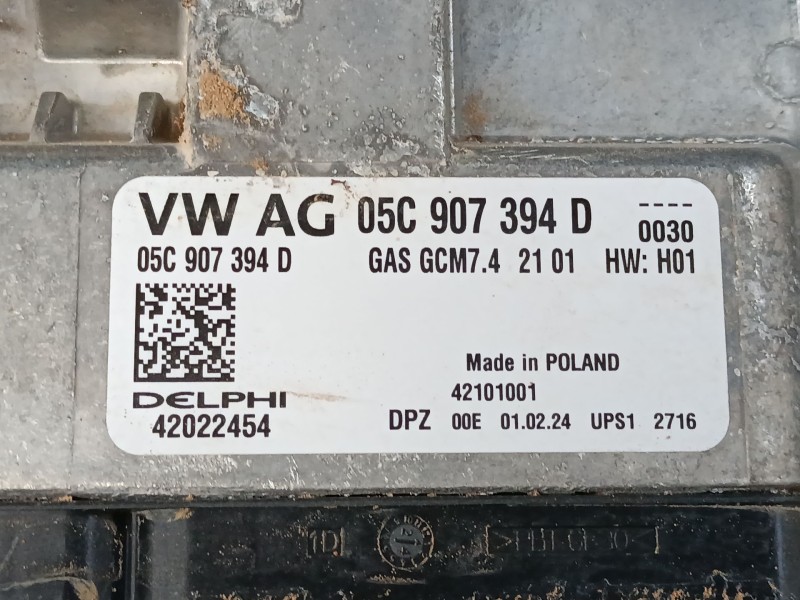 VW AG 05C 907 394 D ----
0030
05C 907 394 D GAS GCM7.4 21 01 HW: H01
Made in POLAND
42101001
DELPHI
42022454 DPZ 00E 01.02.24 UPS1 2716
1D